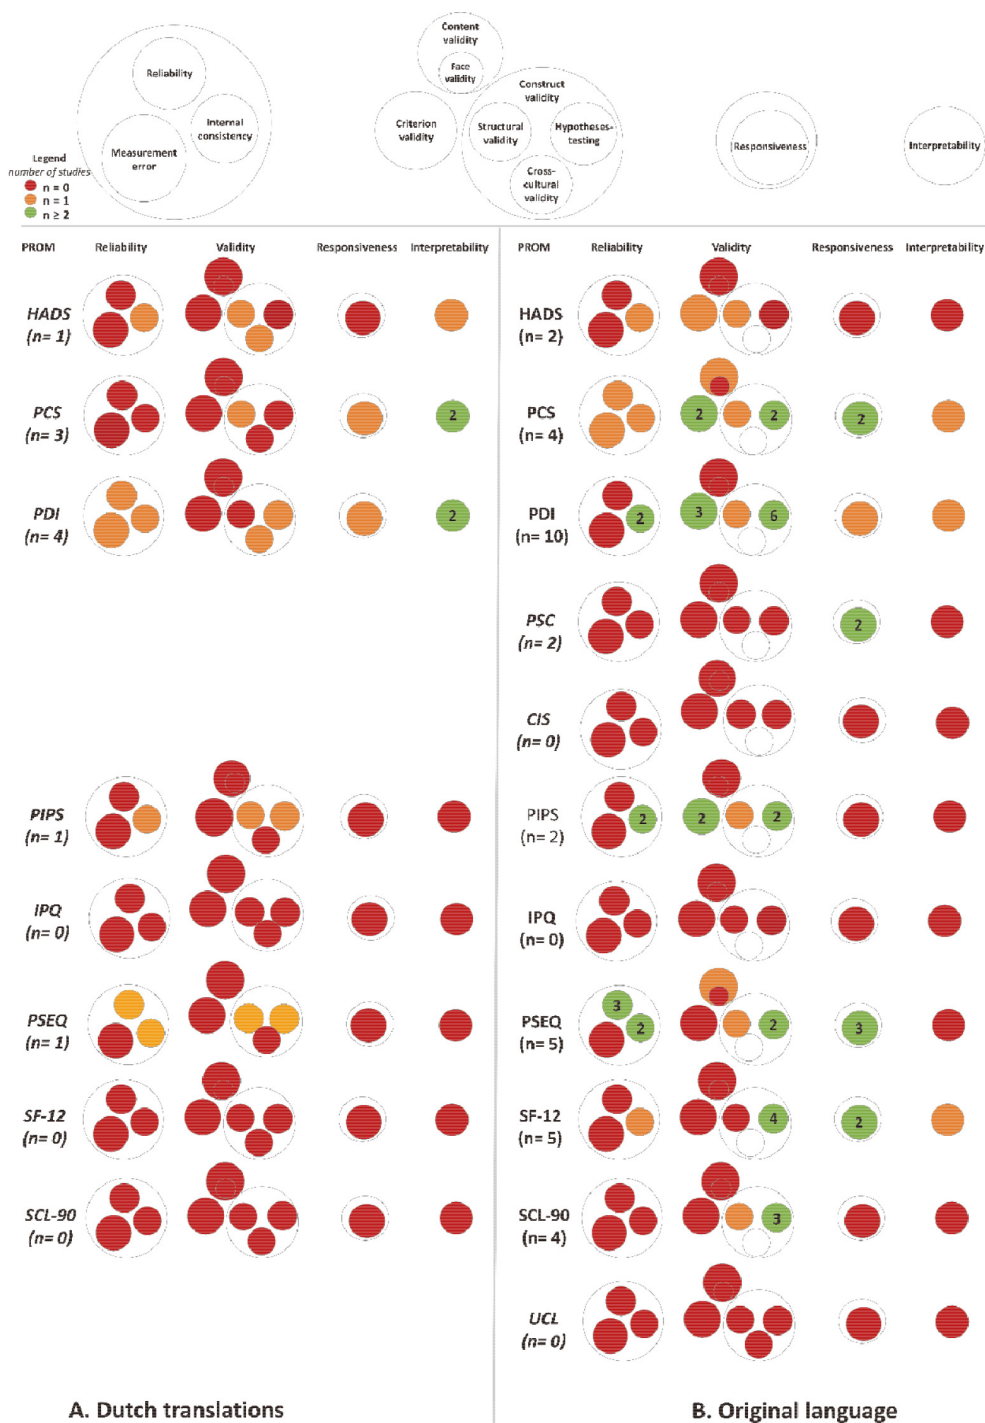 Content
validity
Face
validity
Reliability
Construct
validity
Internal
consistency
Criterion
validity
Structural
validity
Hypotheses-
testing
Measurement
error
Responsiveness
Interpretability
Cross-
cultural
validity
Legend
number of studies
n = 0
n = 1
n ≥ 2
PROM Reliability Validity Responsiveness Interpretability
HADS
(n= 1)
PCS
(n= 3)
2
PDI
(n= 4)
2
PIPS
(n= 1)
IPQ
(n= 0)
PSEQ
(n= 1)
SF-12
(n= 0)
SCL-90
(n= 0)
A. Dutch translations
PROM Reliability Validity Responsiveness Interpretability
HADS
(n= 2)
PCS
(n= 4)
2 2 2
PDI
(n= 10)
2 3 6
PSC
(n= 2)
2
CIS
(n= 0)
PIPS
(n= 2)
2 2 2
IPQ
(n= 0)
PSEQ
(n= 5)
3
2 2 3
SF-12
(n= 5)
4 2
SCL-90
(n= 4)
3
UCL
(n= 0)
B. Original language